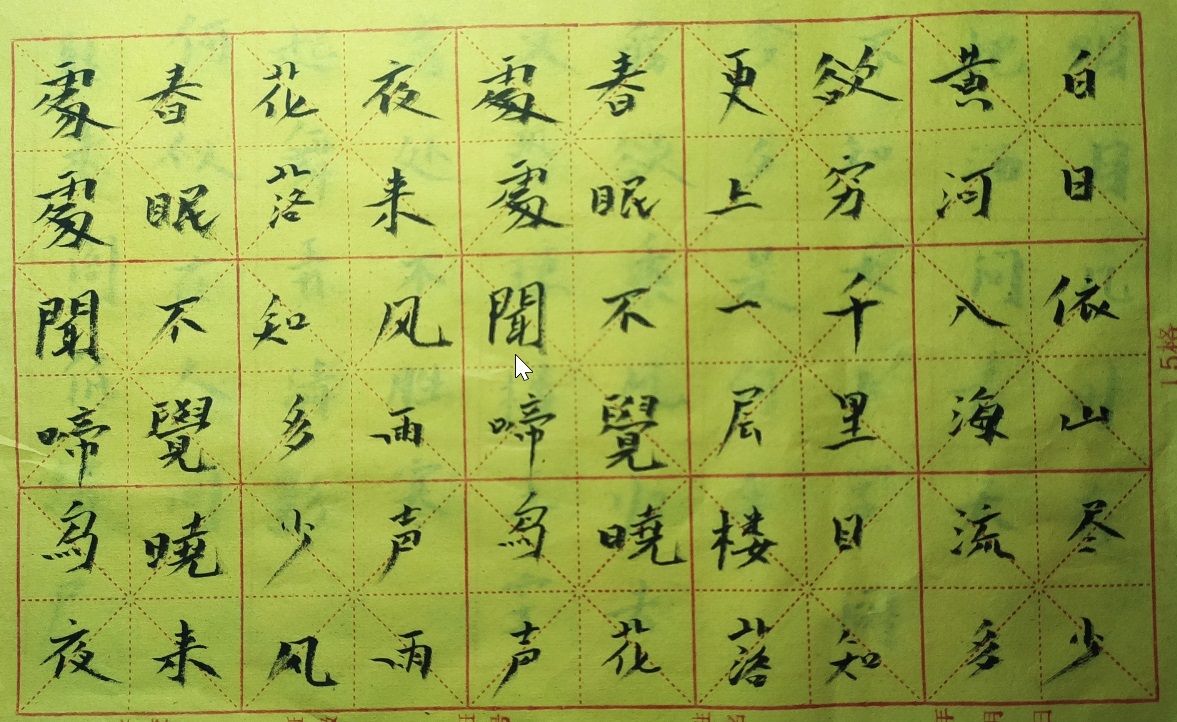 白日依山尽
黄河入海流
欲穷千里目
更上一层楼
春眠不覺曉
處處聞啼鳥
夜来风雨声
花落知多少
春眠不覺曉
處處聞啼鳥
夜来风雨声花落知多少
15格